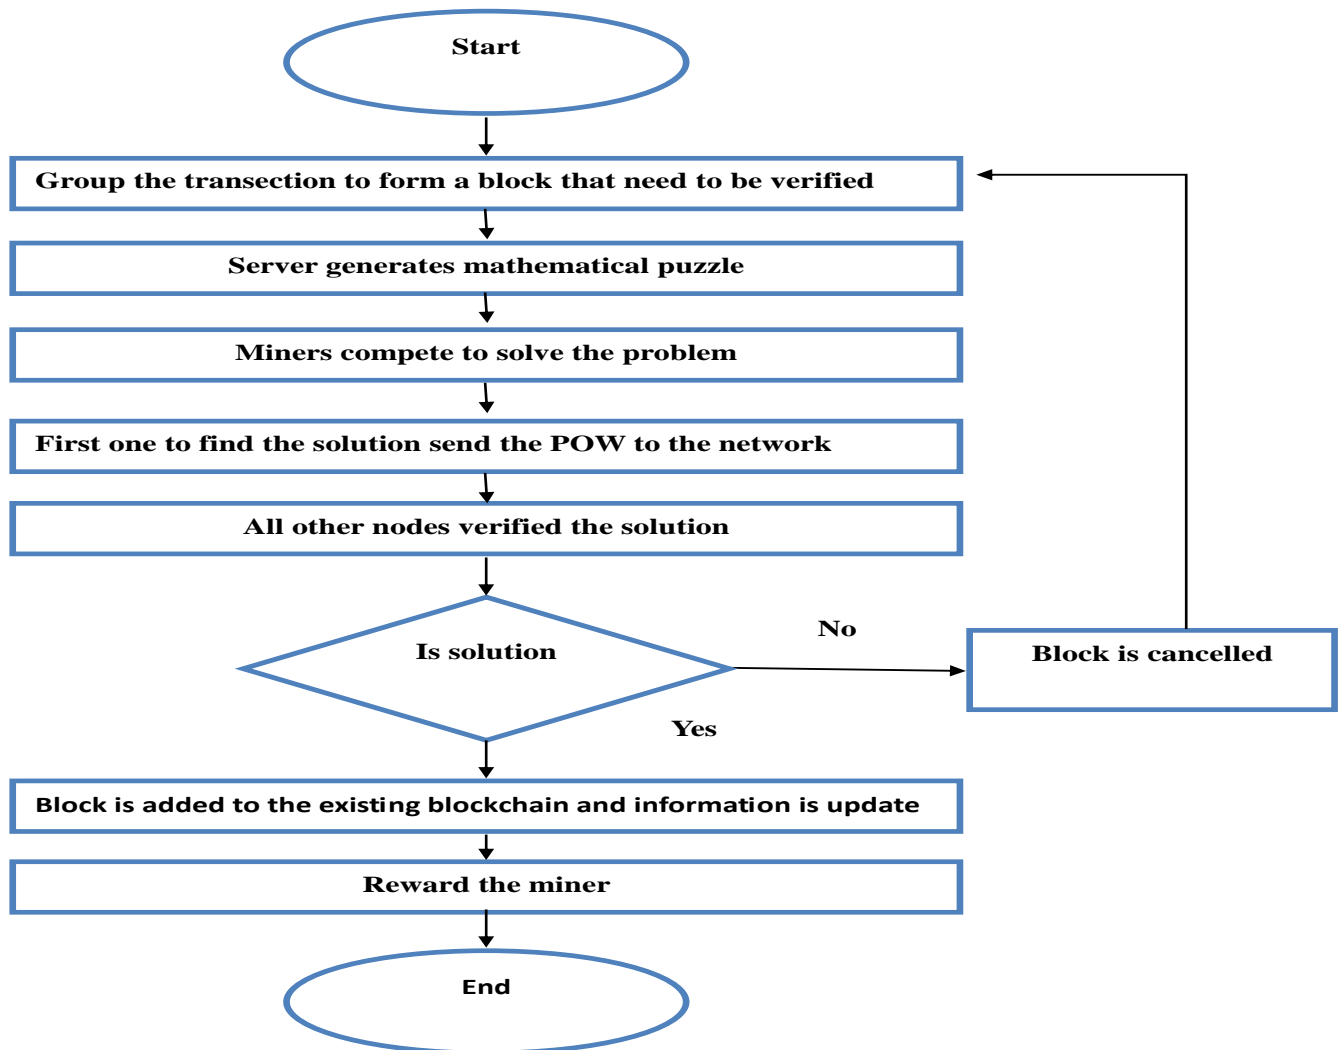 Start
Group the transection to form a block that need to be verified
Server generates mathematical puzzle
Miners compete to solve the problem
First one to find the solution send the POW to the network
All other nodes verified the solution
Is solution
No
Block is cancelled
Yes
Block is added to the existing blockchain and information is update
Reward the miner
End